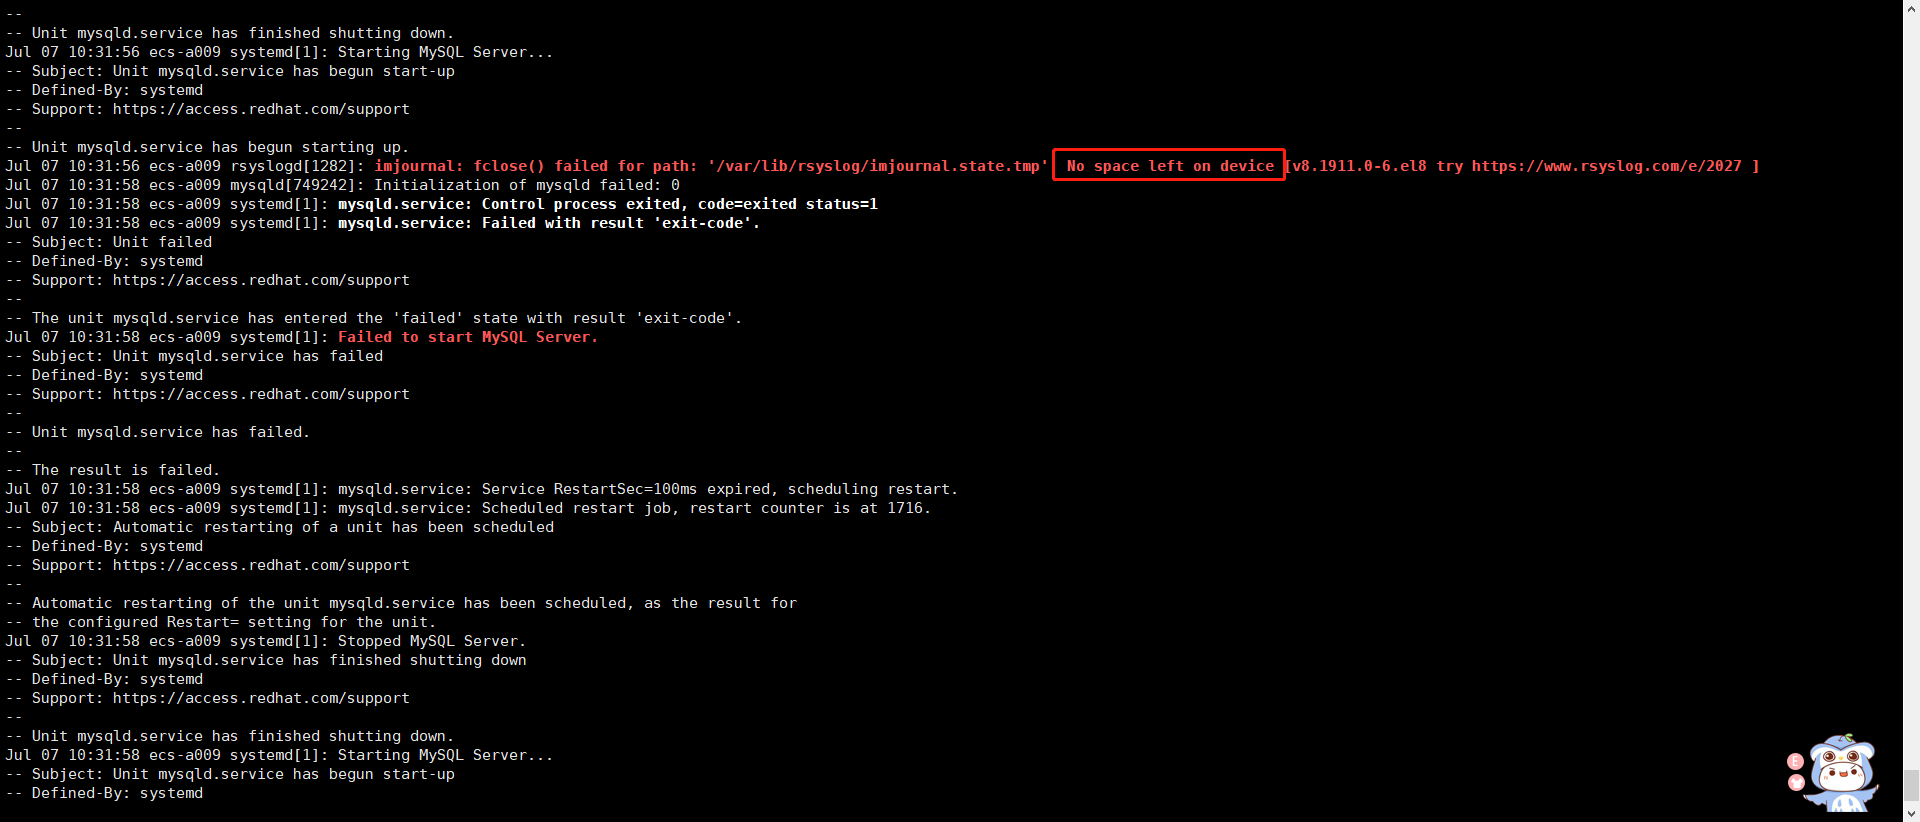 --
-- Unit mysqld.service has finished shutting down.
Jul 07 10:31:56 ecs-a009 systemd[1]: Starting MySQL Server...
-- Subject: Unit mysqld.service has begun start-up
-- Defined-By: systemd
-- Support: https://access.redhat.com/support
--
-- Unit mysqld.service has begun starting up.
Jul 07 10:31:56 ecs-a009 rsyslogd[1282]: imjournal: fclose() failed for path: '/var/lib/rsyslog/imjournal.state.tmp' No space left on device [v8.1911.0-6.el8 try https://www.rsyslog.com/e/2027 ]
Jul 07 10:31:58 ecs-a009 mysqld[749242]: Initialization of mysqld failed: 0
Jul 07 10:31:58 ecs-a009 systemd[1]: mysqld.service: Control process exited, code=exited status=1
Jul 07 10:31:58 ecs-a009 systemd[1]: mysqld.service: Failed with result 'exit-code'.
-- Subject: Unit failed
-- Defined-By: systemd
-- Support: https://access.redhat.com/support
--
-- The unit mysqld.service has entered the 'failed' state with result 'exit-code'.
Jul 07 10:31:58 ecs-a009 systemd[1]: Failed to start MySQL Server.
-- Subject: Unit mysqld.service has failed
-- Defined-By: systemd
-- Support: https://access.redhat.com/support
--
-- Unit mysqld.service has failed.
--
-- The result is failed.
Jul 07 10:31:58 ecs-a009 systemd[1]: mysqld.service: Service RestartSec=100ms expired, scheduling restart.
Jul 07 10:31:58 ecs-a009 systemd[1]: mysqld.service: Scheduled restart job, restart counter is at 1716.
-- Subject: Automatic restarting of a unit has been scheduled
-- Defined-By: systemd
-- Support: https://access.redhat.com/support
--
-- Automatic restarting of the unit mysqld.service has been scheduled, as the result for
-- the configured Restart= setting for the unit.
Jul 07 10:31:58 ecs-a009 systemd[1]: Stopped MySQL Server.
-- Subject: Unit mysqld.service has finished shutting down
-- Defined-By: systemd
-- Support: https://access.redhat.com/support
--
-- Unit mysqld.service has finished shutting down.
Jul 07 10:31:58 ecs-a009 systemd[1]: Starting MySQL Server...
-- Subject: Unit mysqld.service has begun start-up
-- Defined-By: systemd
E